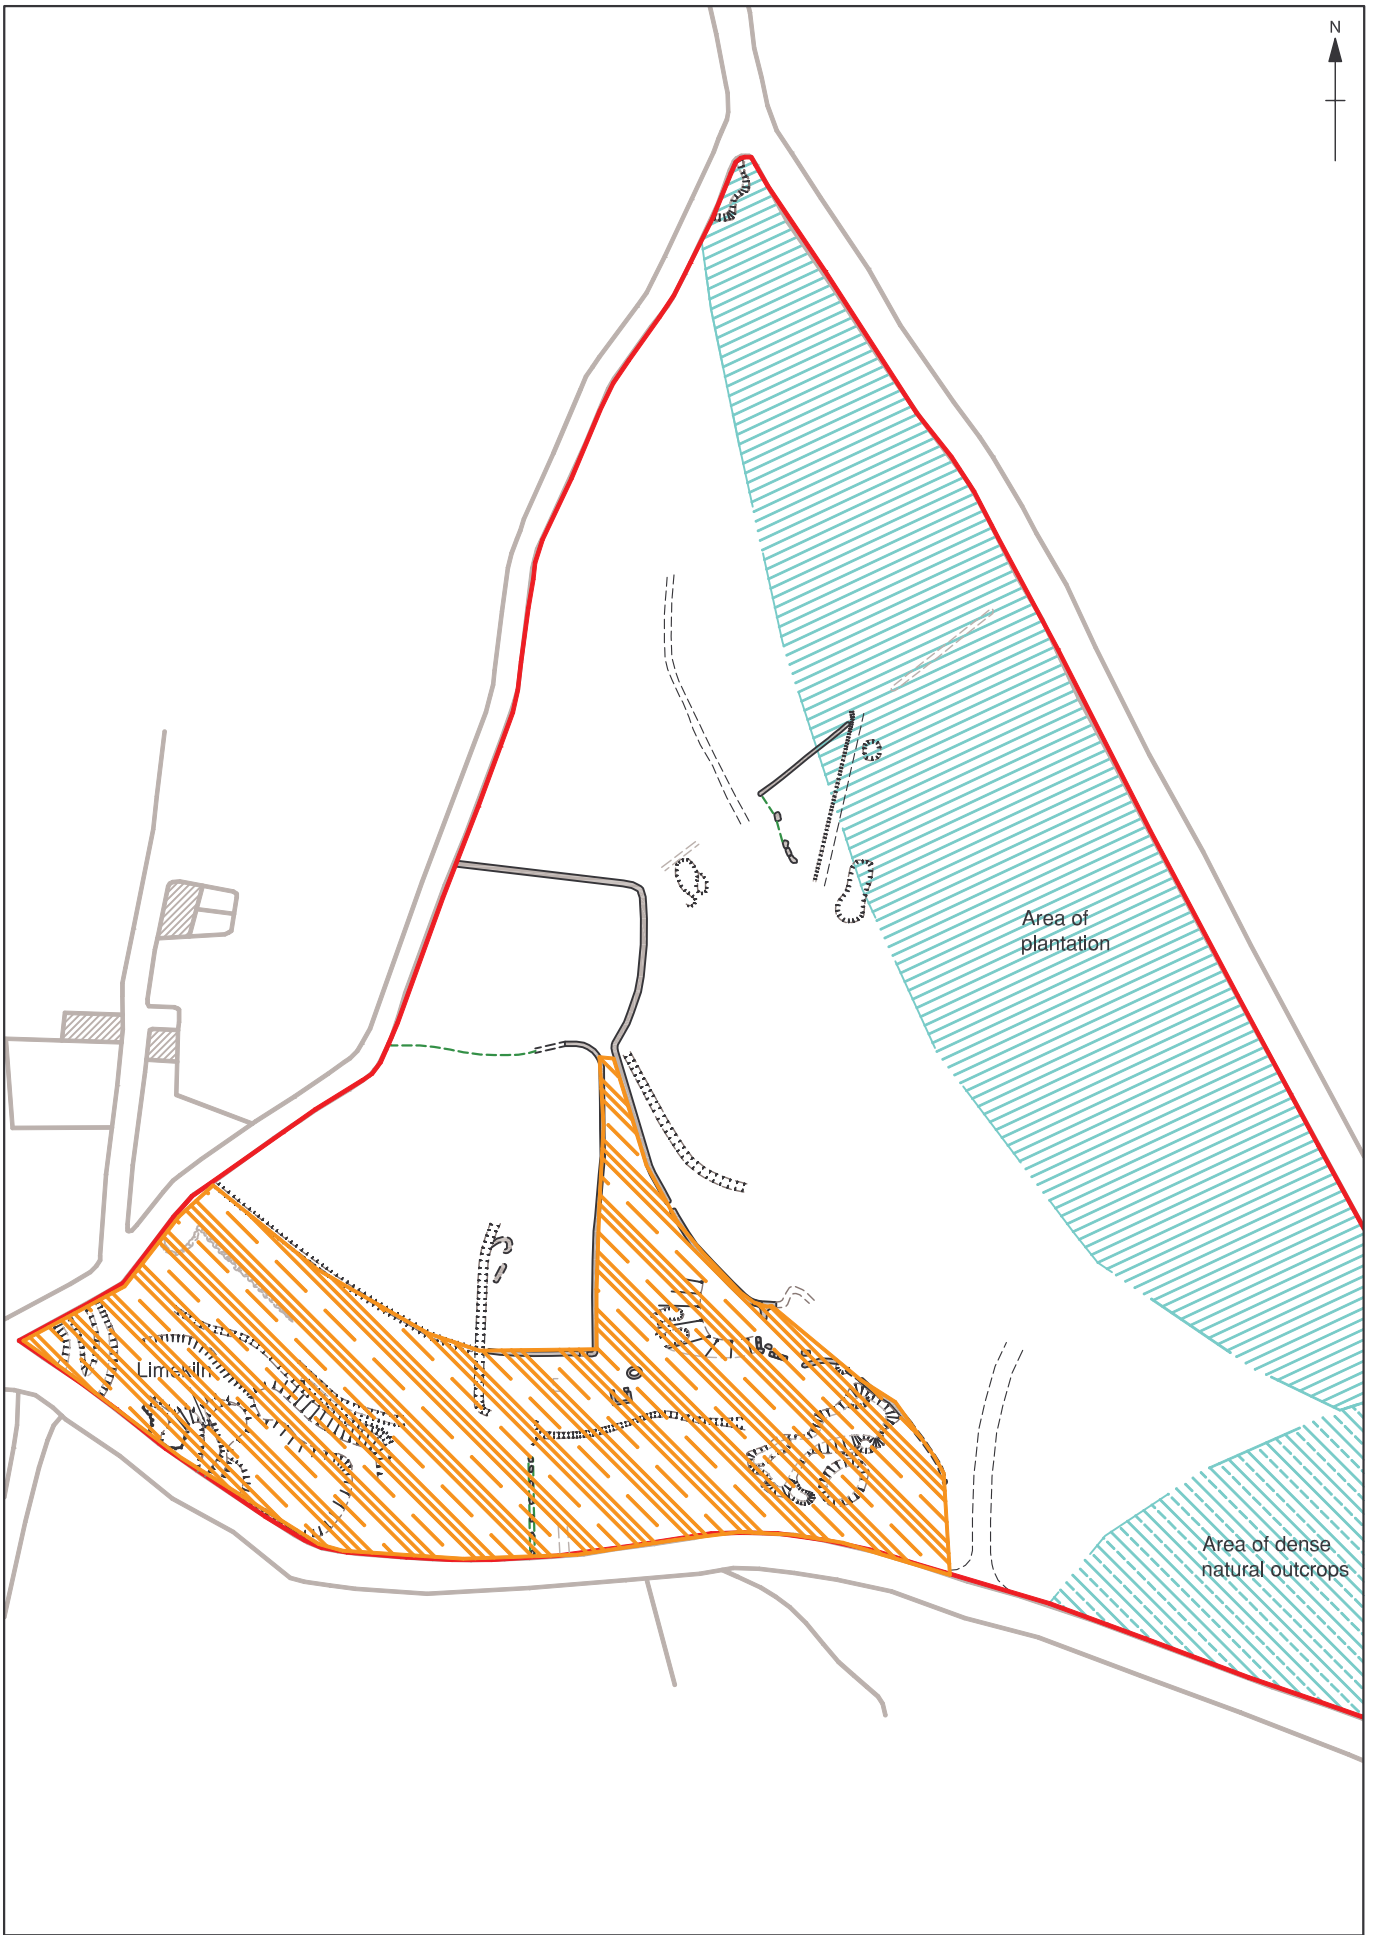 N
Area of
plantation
Limekiln
Area of dense
natural outcrops